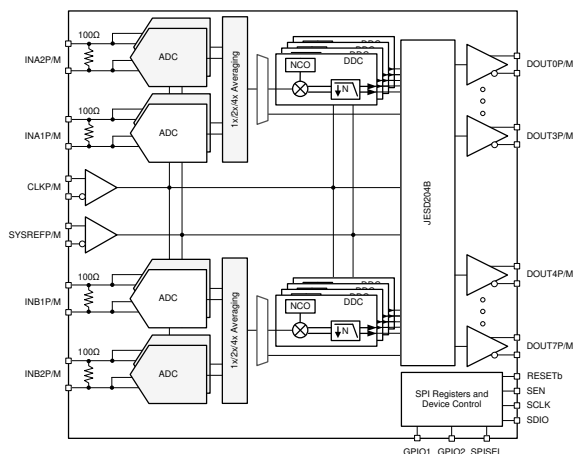 100Ω
INA2P/M
ADC
1x/2x/4x Averaging
NCO
DDC
N
DOUT0P/M
100Ω
INA1P/M
ADC
DOUT3P/M
CLKP/M
SYSREFP/M
JESD204B
100Ω
INB1P/M
ADC
1x/2x/4x Averaging
NCO
DDC
N
DOUT4P/M
100Ω
INB2P/M
ADC
DOUT7P/M
SPI Registers and
Device Control
RESETb
SEN
SCLK
SDIO
GPIO1 GPIO2 SPISEL